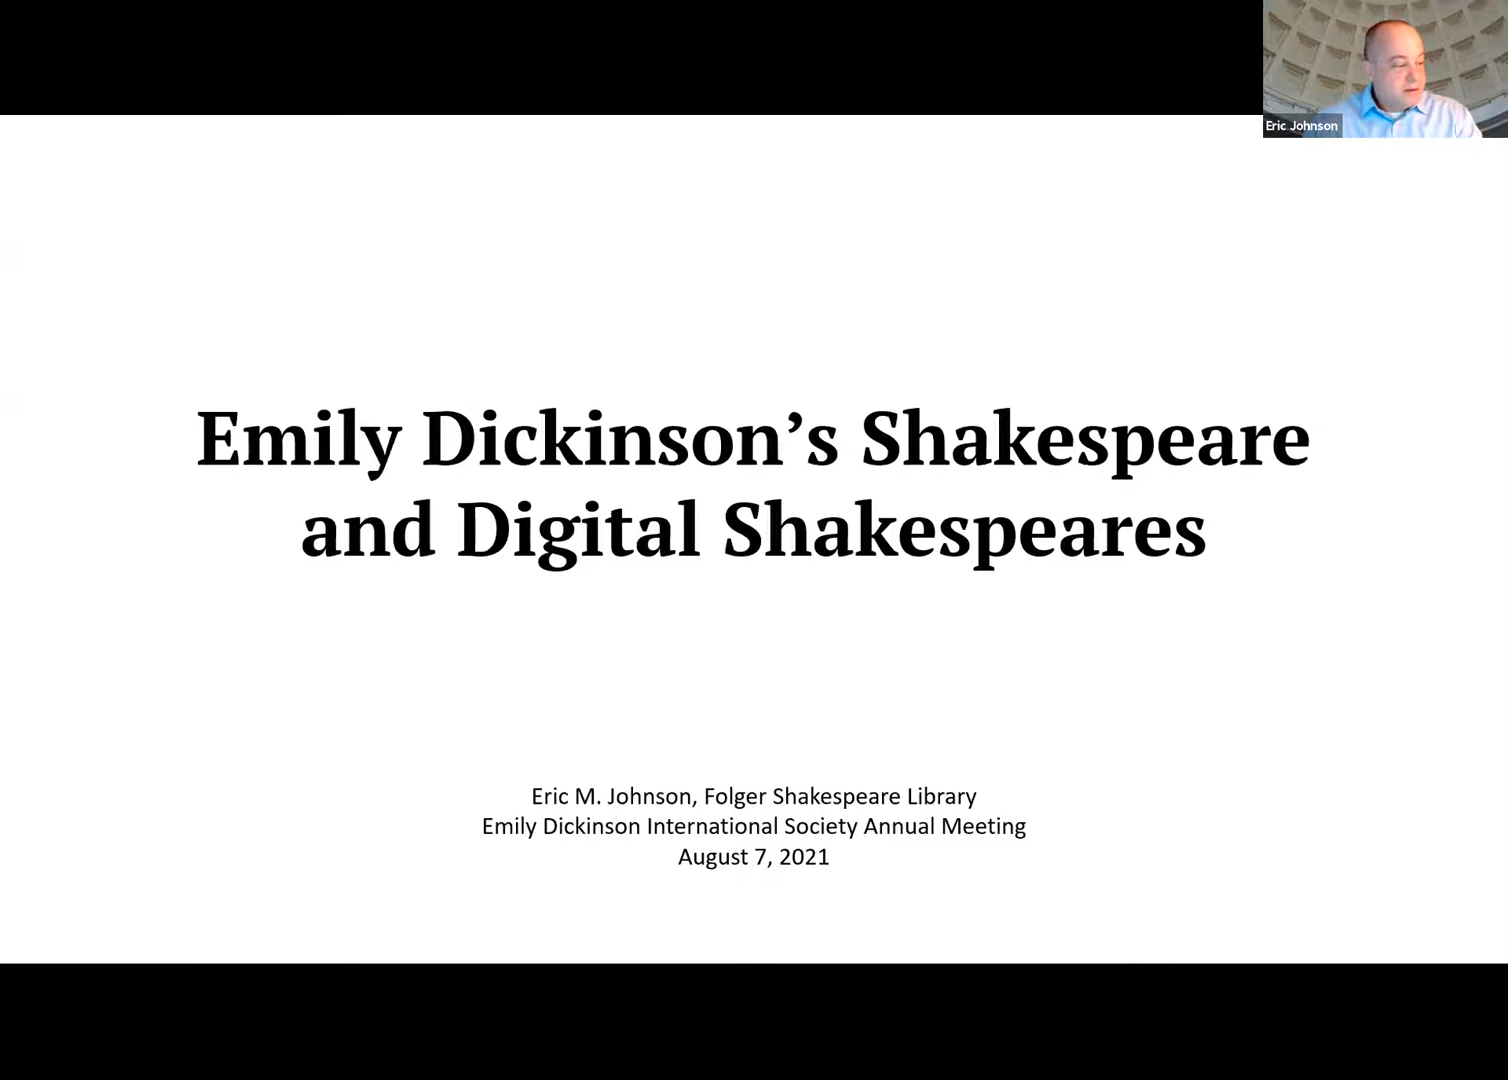 Eric Johnson
Emily Dickinson’s Shakespeare
and Digital Shakespeares
Eric M. Johnson, Folger Shakespeare Library
Emily Dickinson International Society Annual Meeting
August 7, 2021